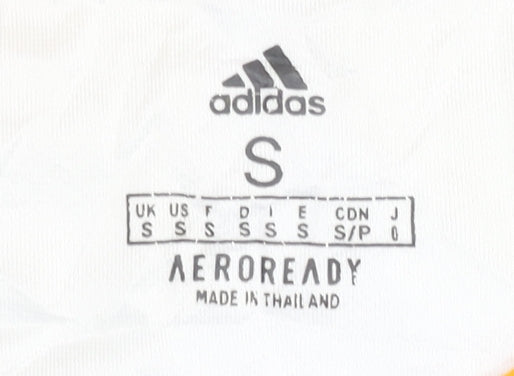 adidas
S
UK US F D I E CDN J
S S S S S S S/P 0
AEROREADY
MADE IN THAILAND